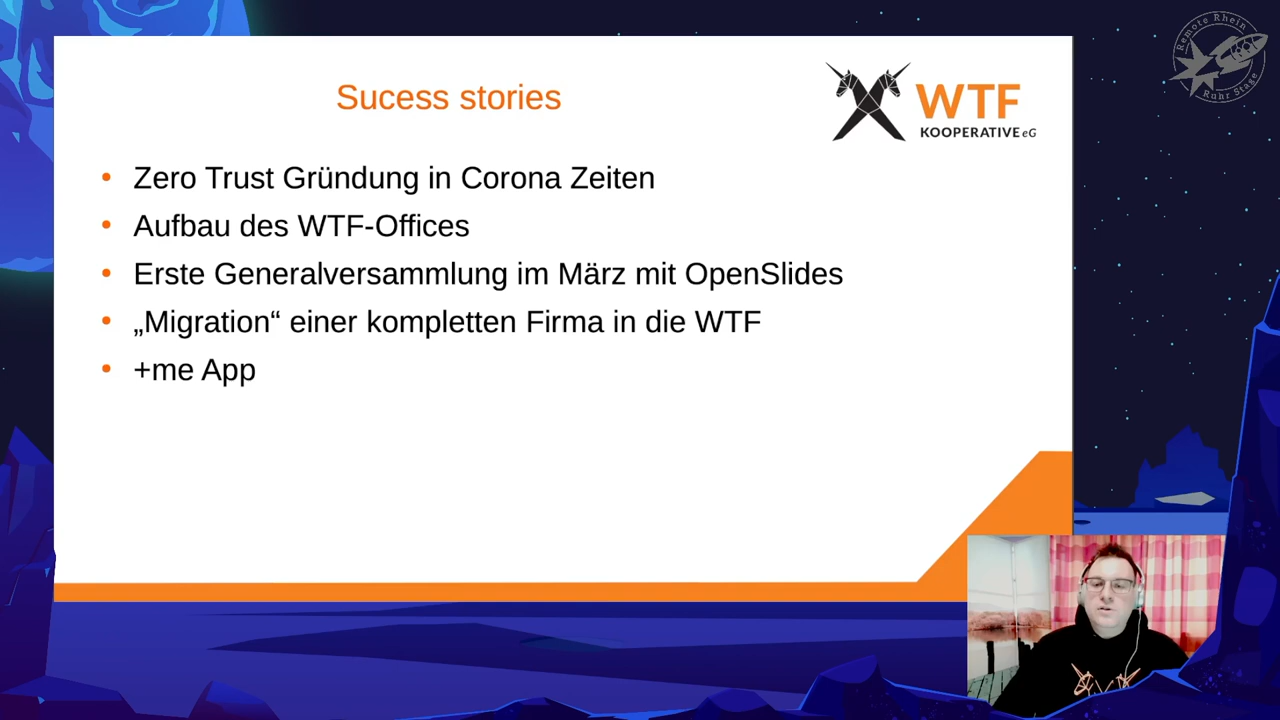 Remote Rhein
Ruhr Stage
Sucess stories
WTF
KOOPERATIVE eG
Zero Trust Gründung in Corona Zeiten
Aufbau des WTF-Offices
Erste Generalversammlung im März mit OpenSlides
„Migration“ einer kompletten Firma in die WTF
+me App